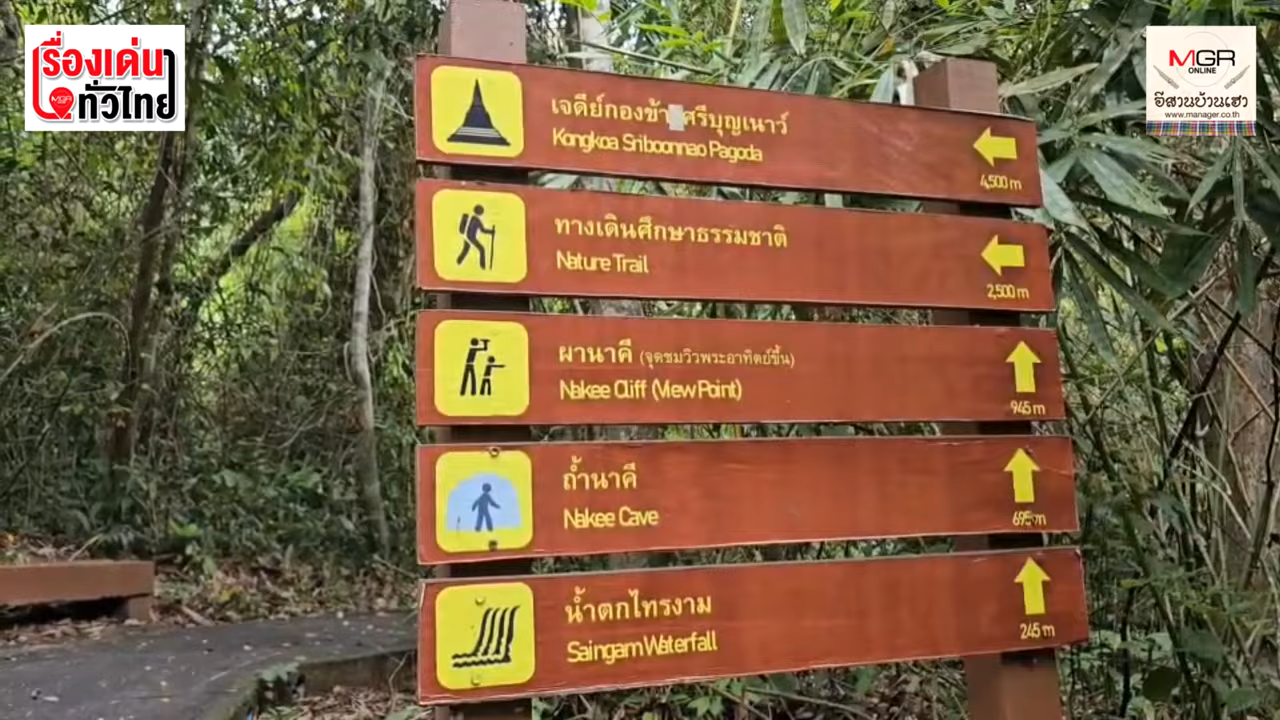 เรื่องเด่น
MGR
ทั่วไทย
MGR
ONLINE
อีสานบ้านเฮา
www.manager.co.th
เจดีย์กองข้า ศรีบุญเนาว์
Kongkoa Sriboonnao Pagoda
4,500 m
ทางเดินศึกษาธรรมชาติ
Nature Trail
2,500 m
ผานาคี (จุดชมวิวพระอาทิตย์ขึ้น)
Nakee Cliff (View Point)
945 m
ถ้ำนาคี
Nakee Cave
695 m
น้ำตกไทรงาม
Saingam Waterfall
245 m